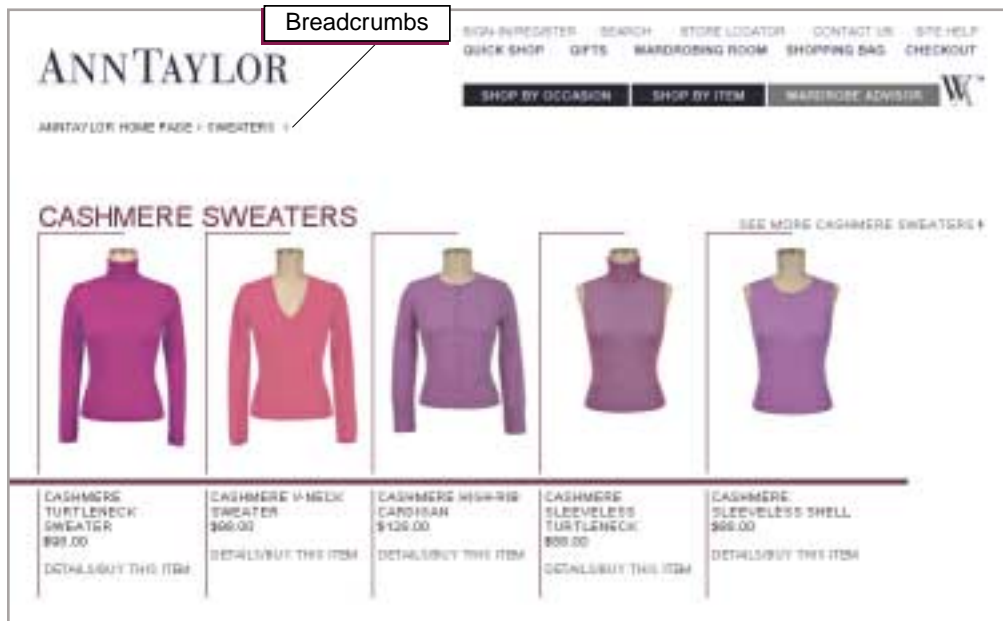 Breadcrumbs
SIGN-IN/REGISTER SEARCH STORE LOCATOR CONTACT US SITE HELP
ANNTAYLOR
QUICK SHOP GIFTS WARDROBING ROOM SHOPPING BAG CHECKOUT
SHOP BY OCCASION SHOP BY ITEM WARDROBE ADVISOR
ANNTAYLOR HOME PAGE > SWEATERS >
CASHMERE SWEATERS
SEE MORE CASHMERE SWEATERS
CASHMERE
TURTLENECK
SWEATER
$98.00
DETAILS/BUY THIS ITEM
CASHMERE V-NECK
SWEATER
DETAILS/BUY THIS ITEM
CASHMERE HIGH-RIB
CARDIGAN
$128.00
DETAILS/BUY THIS ITEM
CASHMERE
SLEEVELESS
TURTLENECK
DETAILS/BUY THIS ITEM
CASHMERE
SLEEVELESS SHELL
DETAILS/BUY THIS ITEM